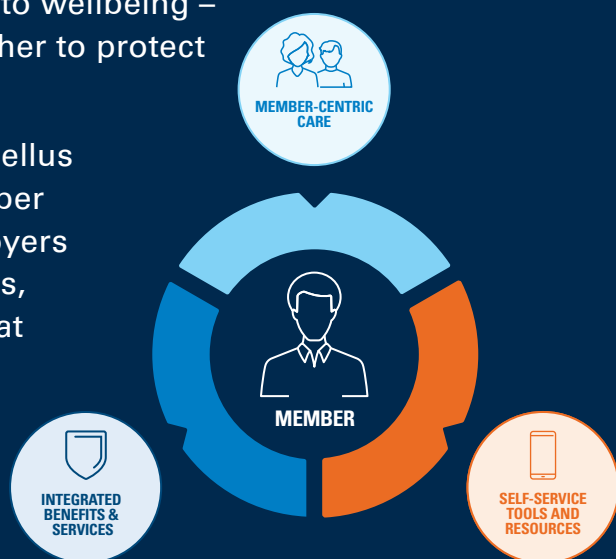 to wellbeing –
her to protect
ellus
ber
oyers
s,
at
MEMBER-CENTRIC
CARE
MEMBER
INTEGRATED
BENEFITS &
SERVICES
SELF-SERVICE
TOOLS AND
RESOURCES